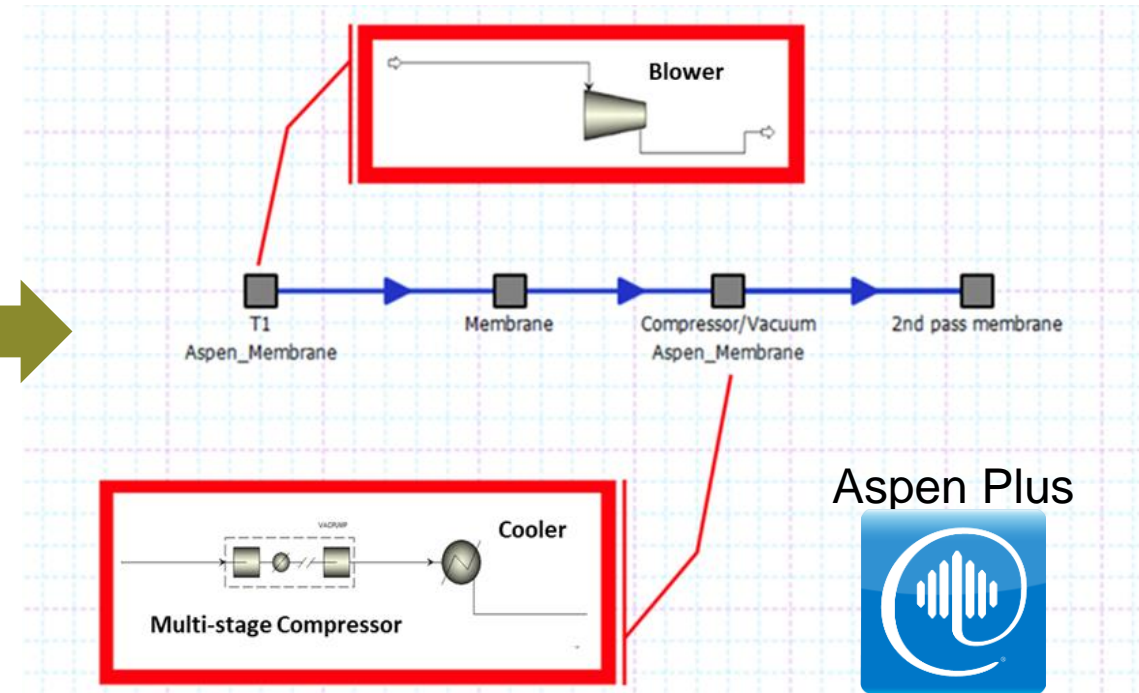 Blower
T1
Aspen_Membrane
Membrane
Compressor/Vacuum
Aspen_Membrane
2nd pass membrane
Aspen Plus
Cooler
Multi-stage Compressor